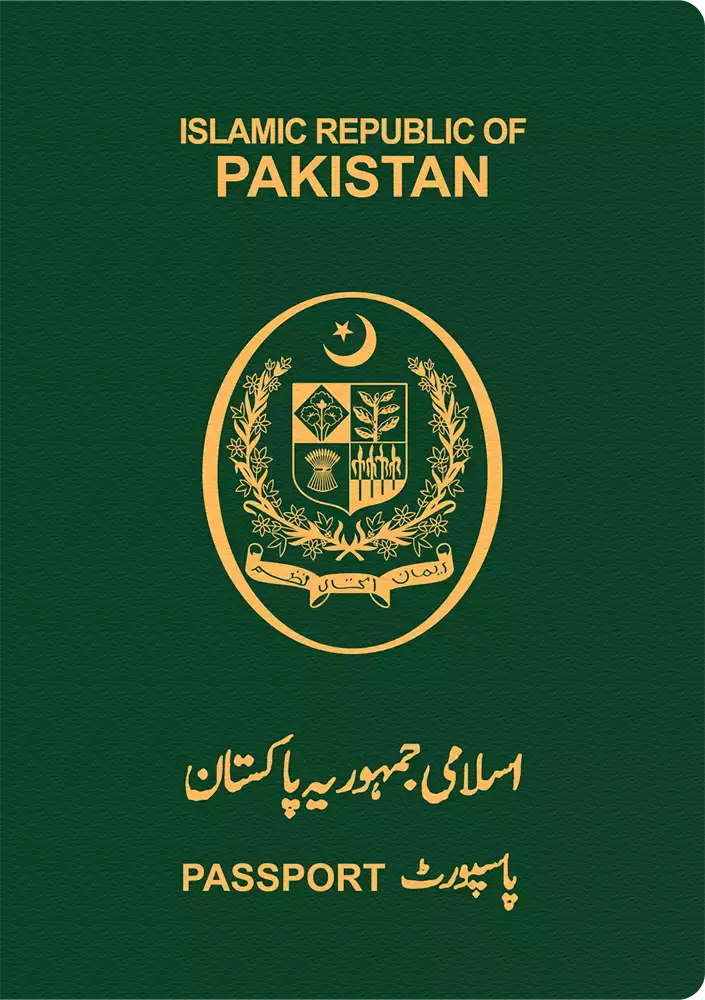 ISLAMIC REPUBLIC OF
PAKISTAN
ایمان اتحاد نظم
اسلامی جمہوریہ پاکستان
PASSPORT پاسپورٹ